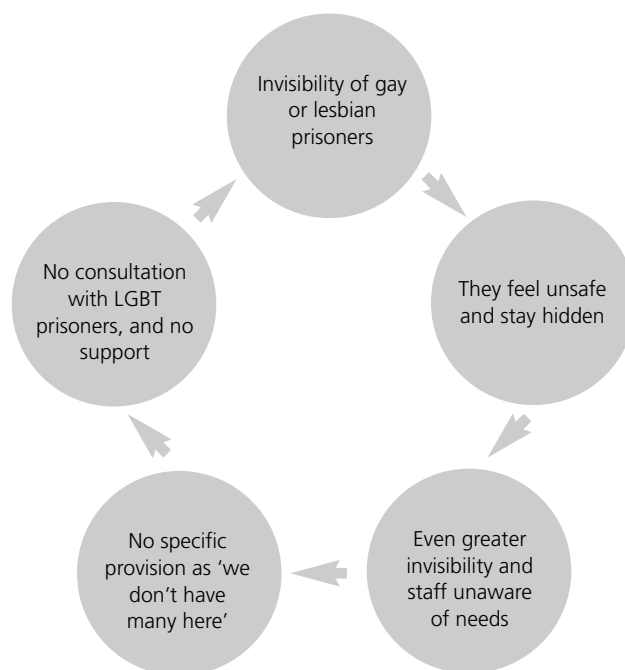 Invisibility of gay
or lesbian
prisoners
They feel unsafe
and stay hidden
Even greater
invisibility and
staff unaware
of needs
No specific
provision as ‘we
don’t have
many here’
No consultation
with LGBT
prisoners, and no
support